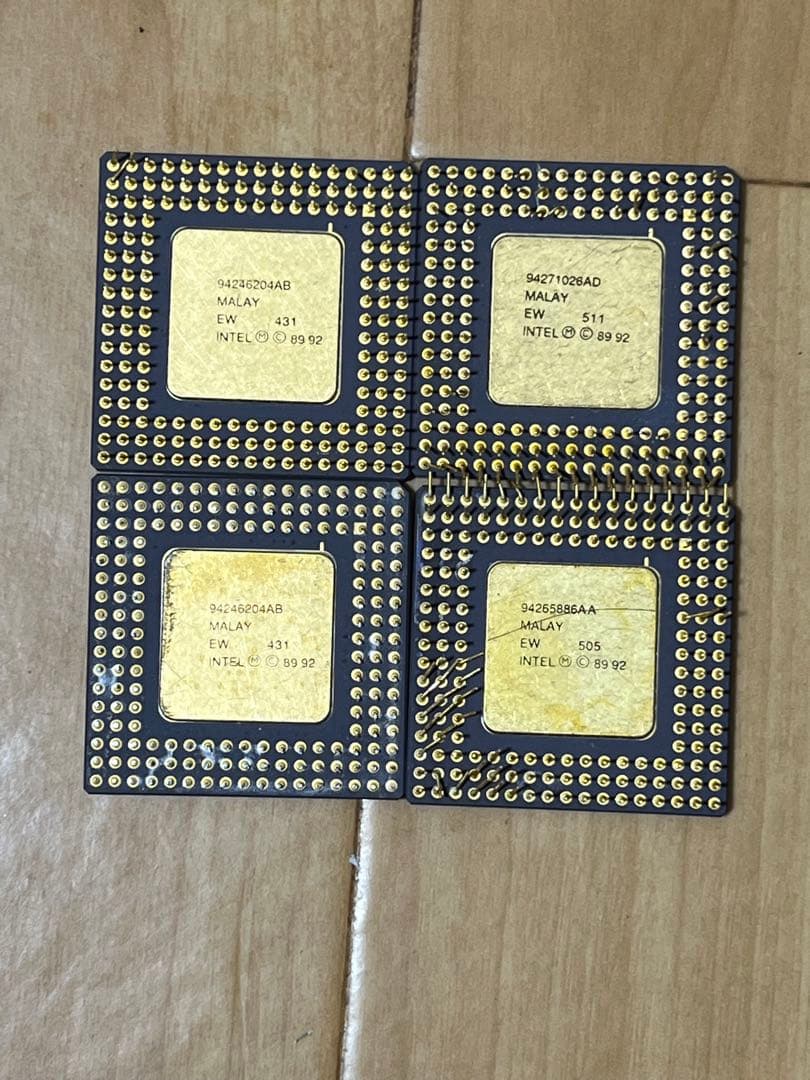 94246204AB
MALAY
EW 431
INTEL Ⓜ © 89 92
94271026AD
MALAY
EW 511
INTEL Ⓜ © 89 92
94246204AB
MALAY
EW 431
INTEL Ⓜ © 89 92
94265886AA
MALAY
EW 505
INTEL Ⓜ © 89 92